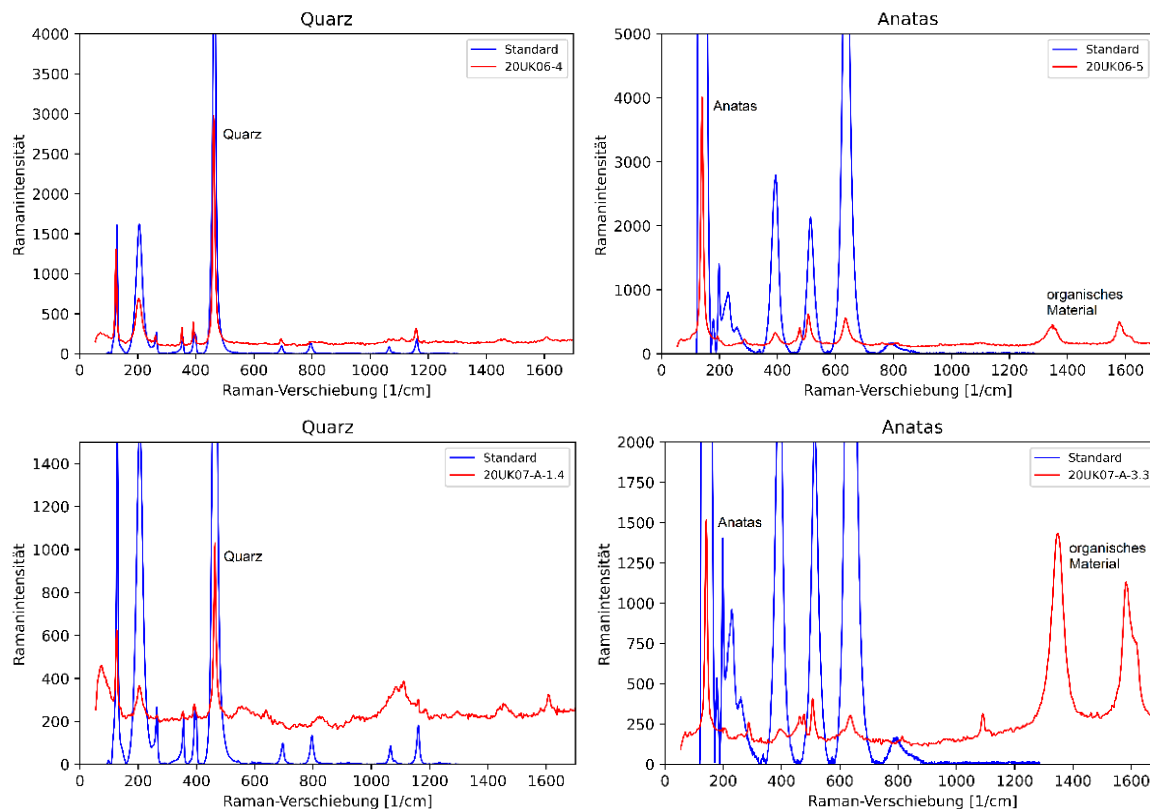 Quarz
4000
3500
3000
2500
2000
1500
1000
500
0
Ramanintensität
Standard
20UK06-4
Quarz
0 200 400 600 800 1000 1200 1400 1600
Raman-Verschiebung [1/cm]
Anatas
5000
4000
3000
2000
1000
0
Ramanintensität
Standard
20UK06-5
Anatas
organisches
Material
0 200 400 600 800 1000 1200 1400 1600
Raman-Verschiebung [1/cm]
Quarz
1400
1200
1000
800
600
400
200
0
Ramanintensität
Standard
20UK07-A-1.4
Quarz
0 200 400 600 800 1000 1200 1400 1600
Raman-Verschiebung [1/cm]
Anatas
2000
1750
1500
1250
1000
750
500
250
0
Ramanintensität
Standard
20UK07-A-3.3
Anatas
organisches
Material
0 200 400 600 800 1000 1200 1400 1600
Raman-Verschiebung [1/cm]